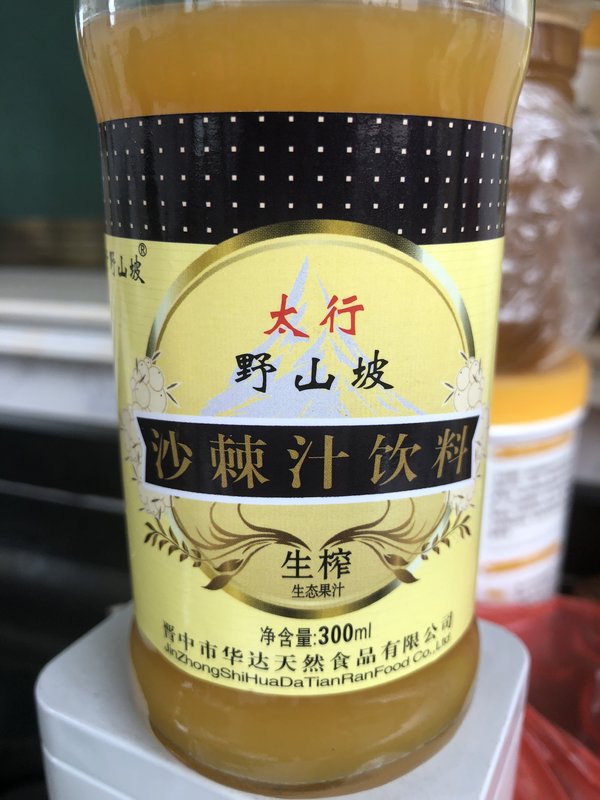 野山坡®
太行
野山坡
沙棘汁饮料
生榨
生态果汁
净含量:300ml
晋中市华达天然食品有限公司
JinZhongShiHuaDaTianRanFood Co.,Ltd.